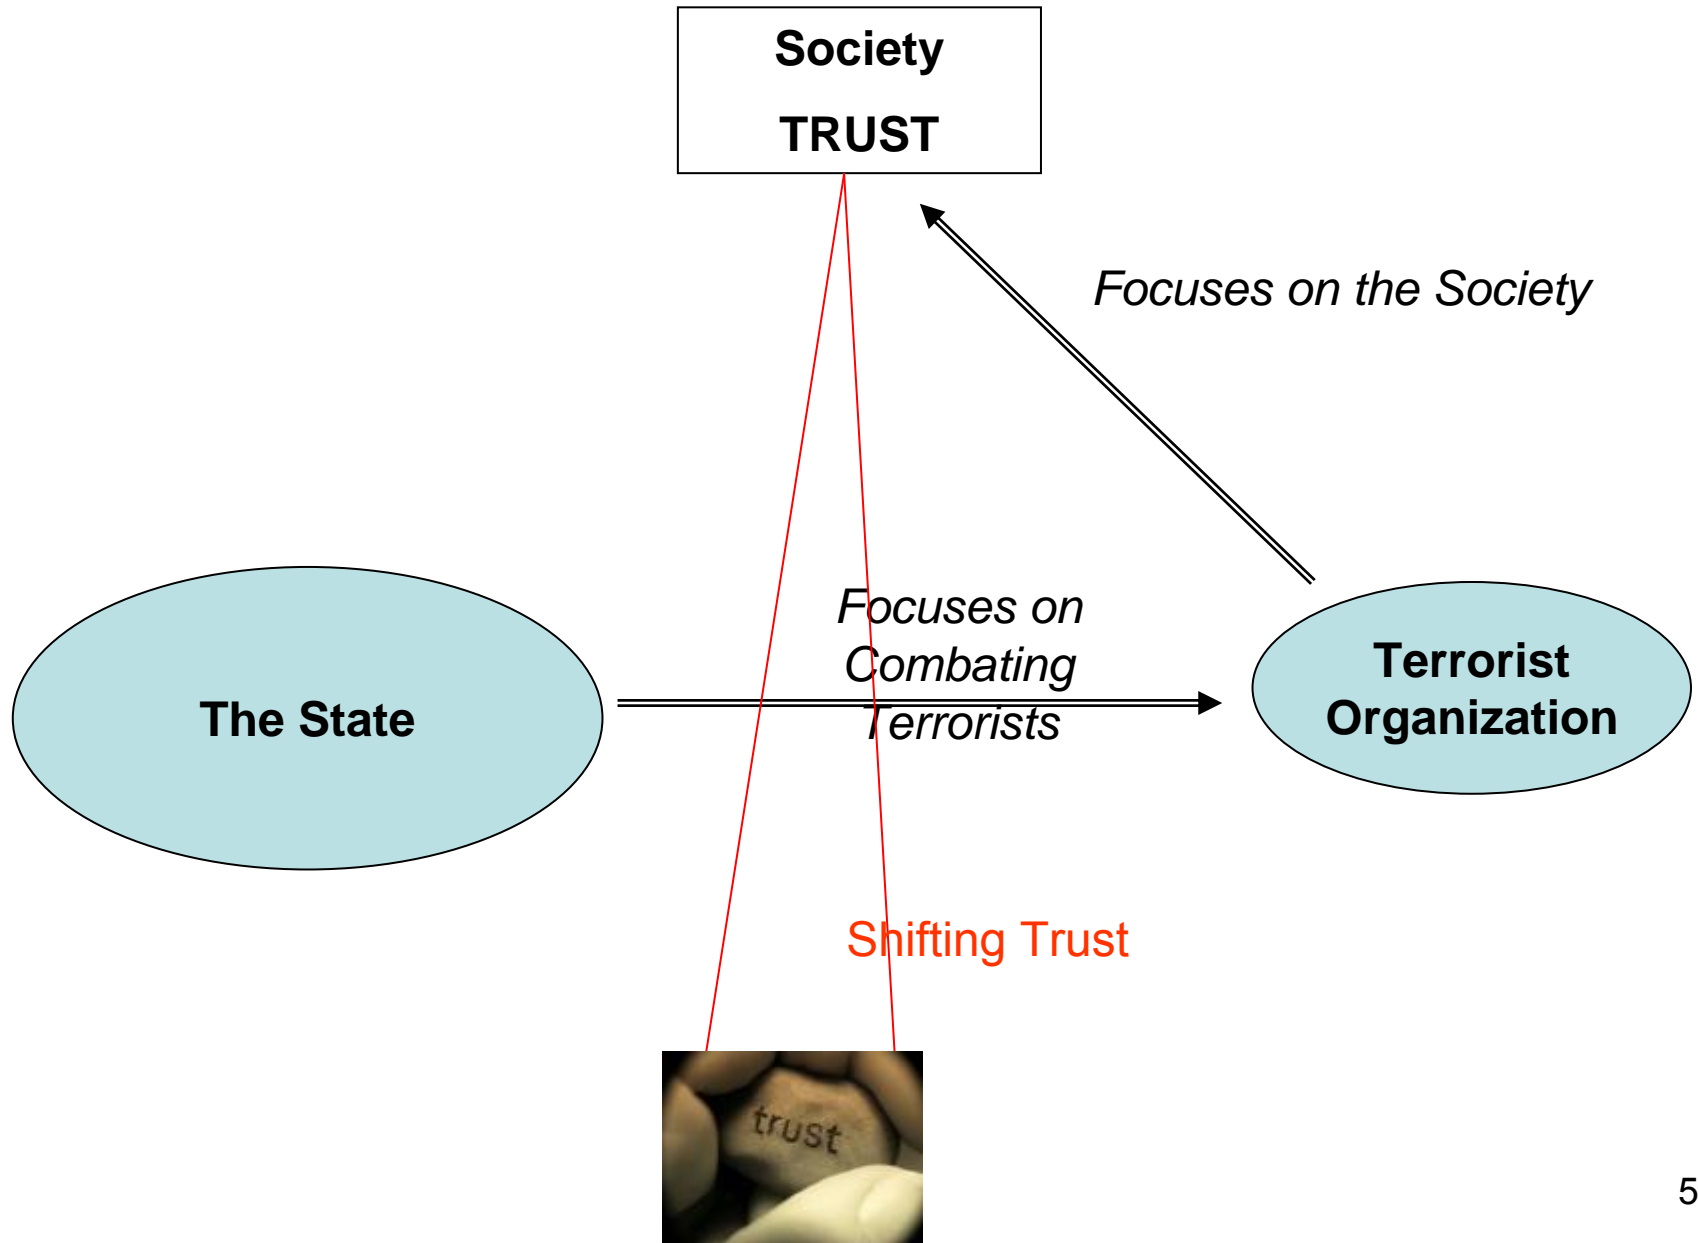 Society
TRUST
Focuses on the Society
Focuses on
Combating
Terrorists
The State
Terrorist
Organization
Shifting Trust
trust
5